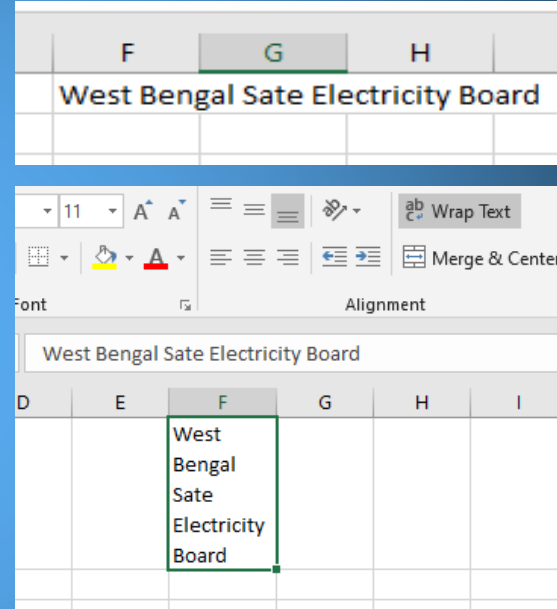 F G H
West Bengal Sate Electricity Board
11 A A ab Wrap Text
A Merge & Center
Font Alignment
West Bengal Sate Electricity Board
D E F G H I
West
Bengal
Sate
Electricity
Board